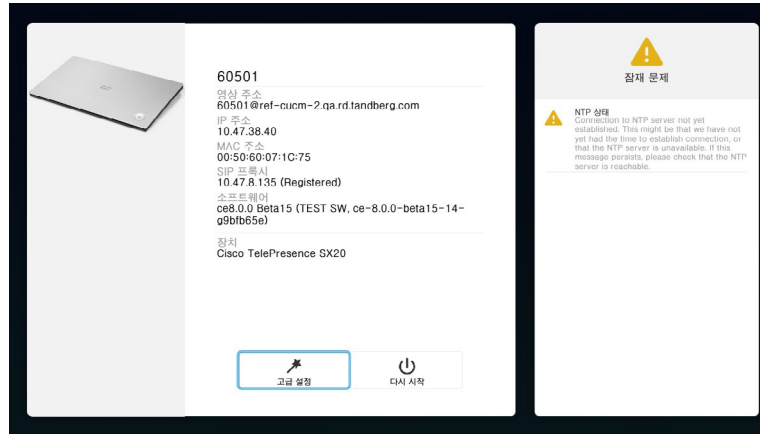 60501
영상 주소
60501@ref-cucm-2.qa.rd.tandberg.com
IP 주소
10.47.38.40
MAC 주소
00:50:60:07:1C:75
SIP 프록시
10.47.8.135 (Registered)
소프트웨어
ce8.0.0 Beta15 (TEST SW, ce-8.0.0-beta15-14-
g9bfb65e)
장치
Cisco TelePresence SX20
고급 설정
다시 시작
잠재 문제
NTP 상태
Connection to NTP server not yet
established. This might be that we have not
yet had the time to establish connection, or
that the NTP server is unavailable. If this
message persists, please check that the NTP
server is reachable.